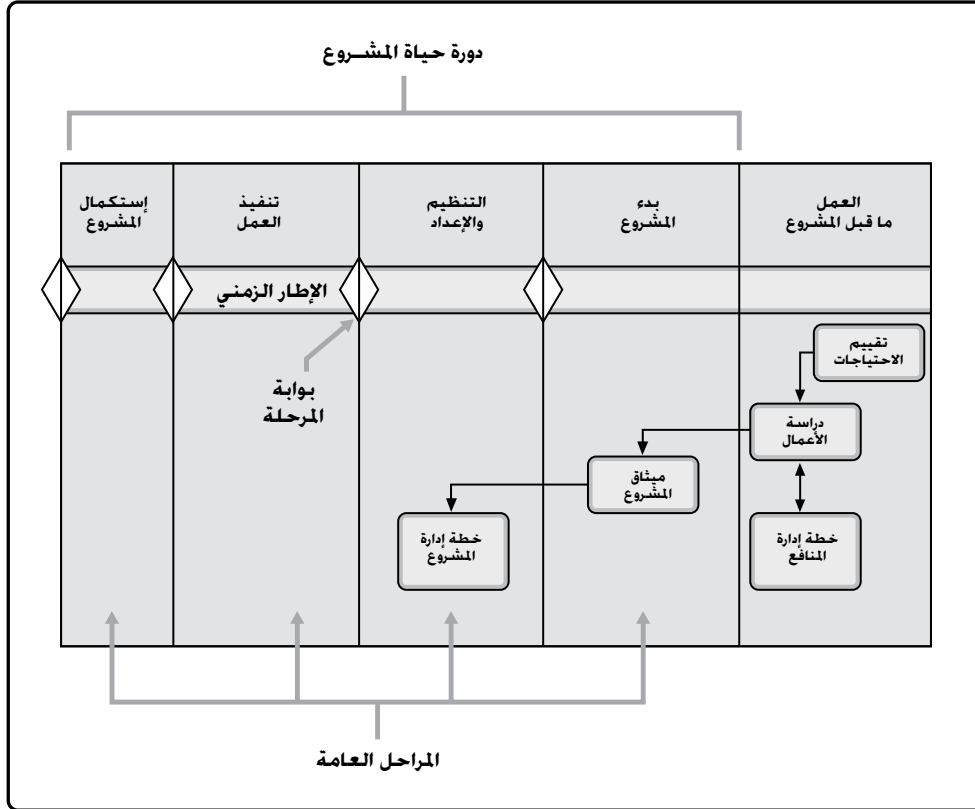 دورة حياة المشـروع
العمل
ما قبل المشروع
بدء
المشروع
التنظيم
والإعداد
تنفيذ
العمل
إستكمال
المشروع
الإطار الزمني
بوابة
المرحلة
تقييم
الاحتياجات
دراسة
الأعمال
ميثاق
المشروع
خطة إدارة
المنافع
خطة إدارة
المشروع
المراحل العامة